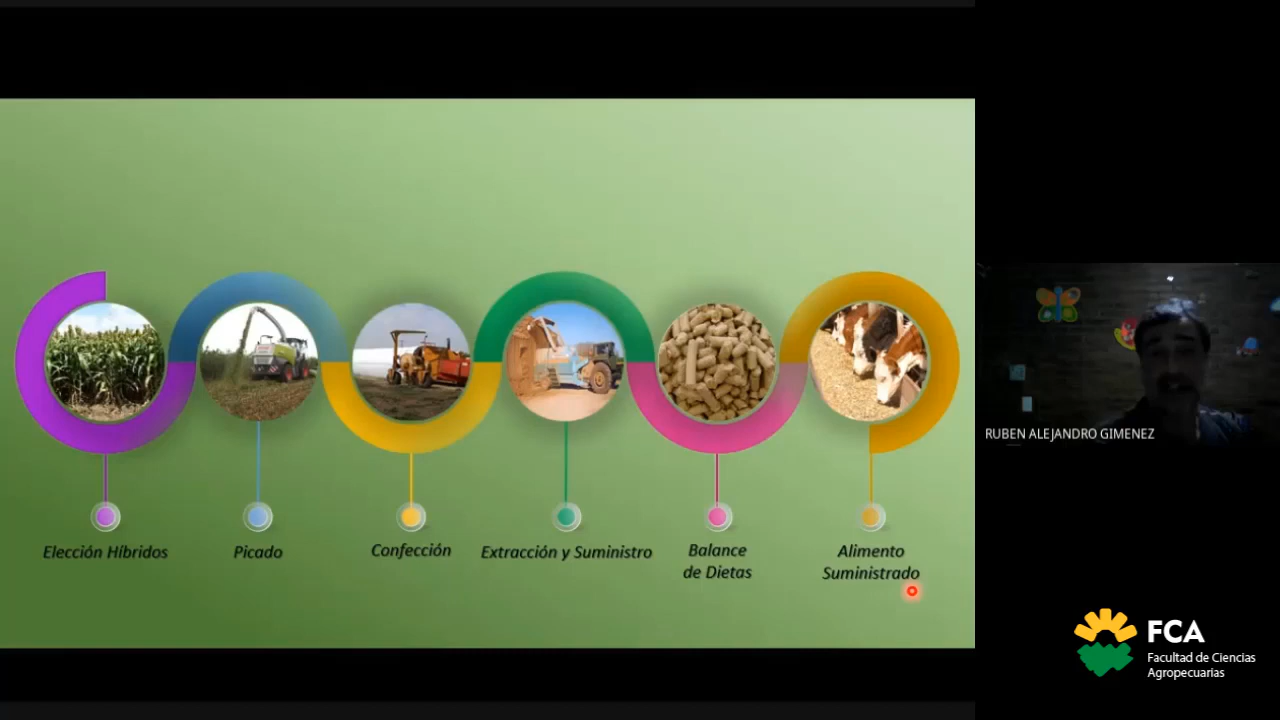 Elección Híbridos
Picado
Confección
Extracción y Suministro
Balance
de Dietas
Alimento
Suministrado
RUBEN ALEJANDRO GIMENEZ
FCA
Facultad de Ciencias
Agropecuarias